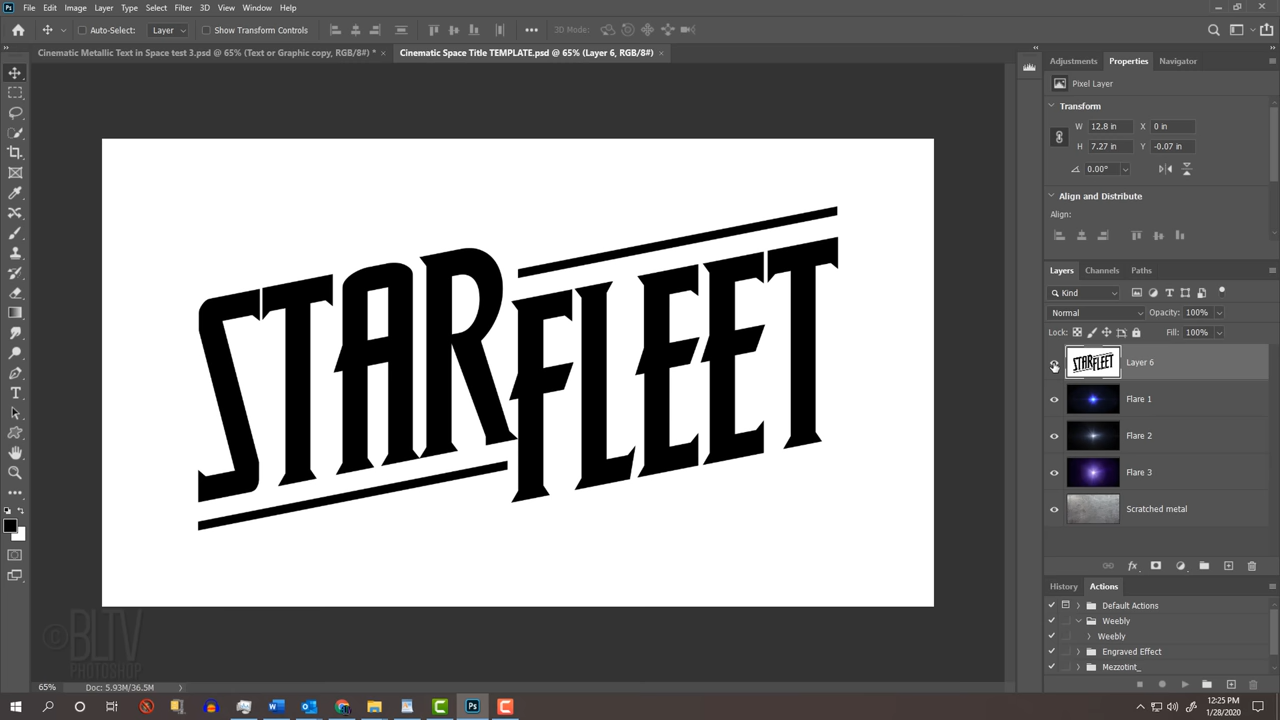 File Edit Image Layer Type Select Filter 3D View Window Help
Auto-Select: Layer Show Transform Controls 3D Mode:
Cinematic Metallic Text in Space test 3.psd @ 65% (Text or Graphic copy, RGB/8#) *
Cinematic Space Title TEMPLATE.psd @ 65% (Layer 6, RGB/8#)
Adjustments Properties Navigator
Pixel Layer
Transform
W 12.8 in X 0 in
H 7.27 in Y -0.07 in
0.00°
Align and Distribute
Align:
Layers Channels Paths
Kind
Normal Opacity: 100%
Lock: Fill: 100%
Layer 6
Flare 1
Flare 2
Flare 3
Scratched metal
History Actions
Default Actions
Weebly
Weebly
Engraved Effect
Mezzotint_
STAR
FLEET
STARFLEET
©BLTV
PHOTOSHOP
65% Doc: 5.93M/36.5M
12:25 PM
1/28/2020